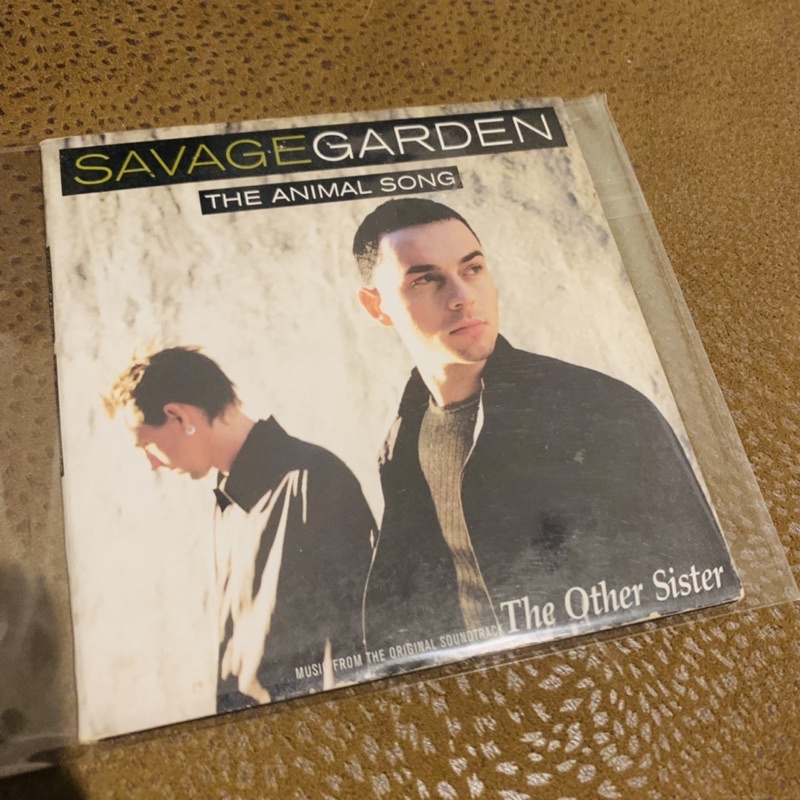 SAVAGEGARDEN
THE ANIMAL SONG
MUSIC FROM THE ORIGINAL SOUNDTRACK The Other Sister